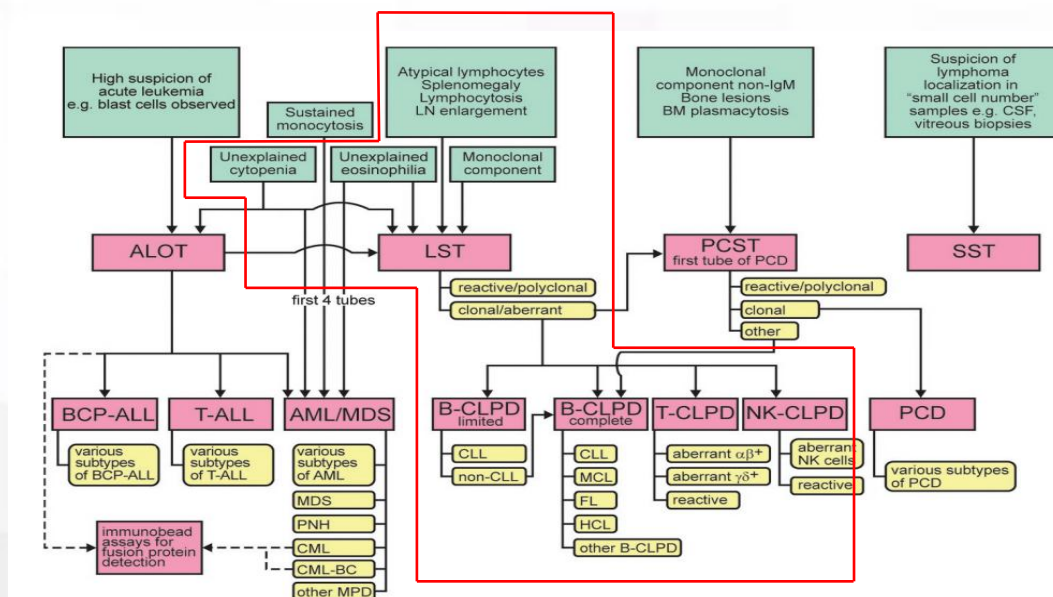 High suspicion of
acute leukemia
e.g. blast cells observed
Sustained
monocytosis
Atypical lymphocytes
Splenomegaly
Lymphocytosis
LN enlargement
Monoclonal
component non-IgM
Bone lesions
BM plasmacytosis
Suspicion of
lymphoma
localization in
“small cell number”
samples e.g. CSF,
vitreous biopsies
Unexplained
cytopenia
Unexplained
eosinophilia
Monoclonal
component
ALOT
LST
PCST
first tube of PCD
SST
first 4 tubes
reactive/polyclonal
clonal/aberrant
reactive/polyclonal
clonal
other
BCP-ALL
various
subtypes
of BCP-ALL
T-ALL
various
subtypes
of T-ALL
AML/MDS
various
subtypes
of AML
MDS
PNH
CML
CML-BC
other MPD
immunobead
assays for
fusion protein
detection
B-CLPD
limited
CLL
non-CLL
B-CLPD
complete
CLL
MCL
FL
HCL
other B-CLPD
T-CLPD
aberrant αβ+
aberrant γδ+
reactive
NK-CLPD
aberrant
NK cells
reactive
PCD
various subtypes
of PCD